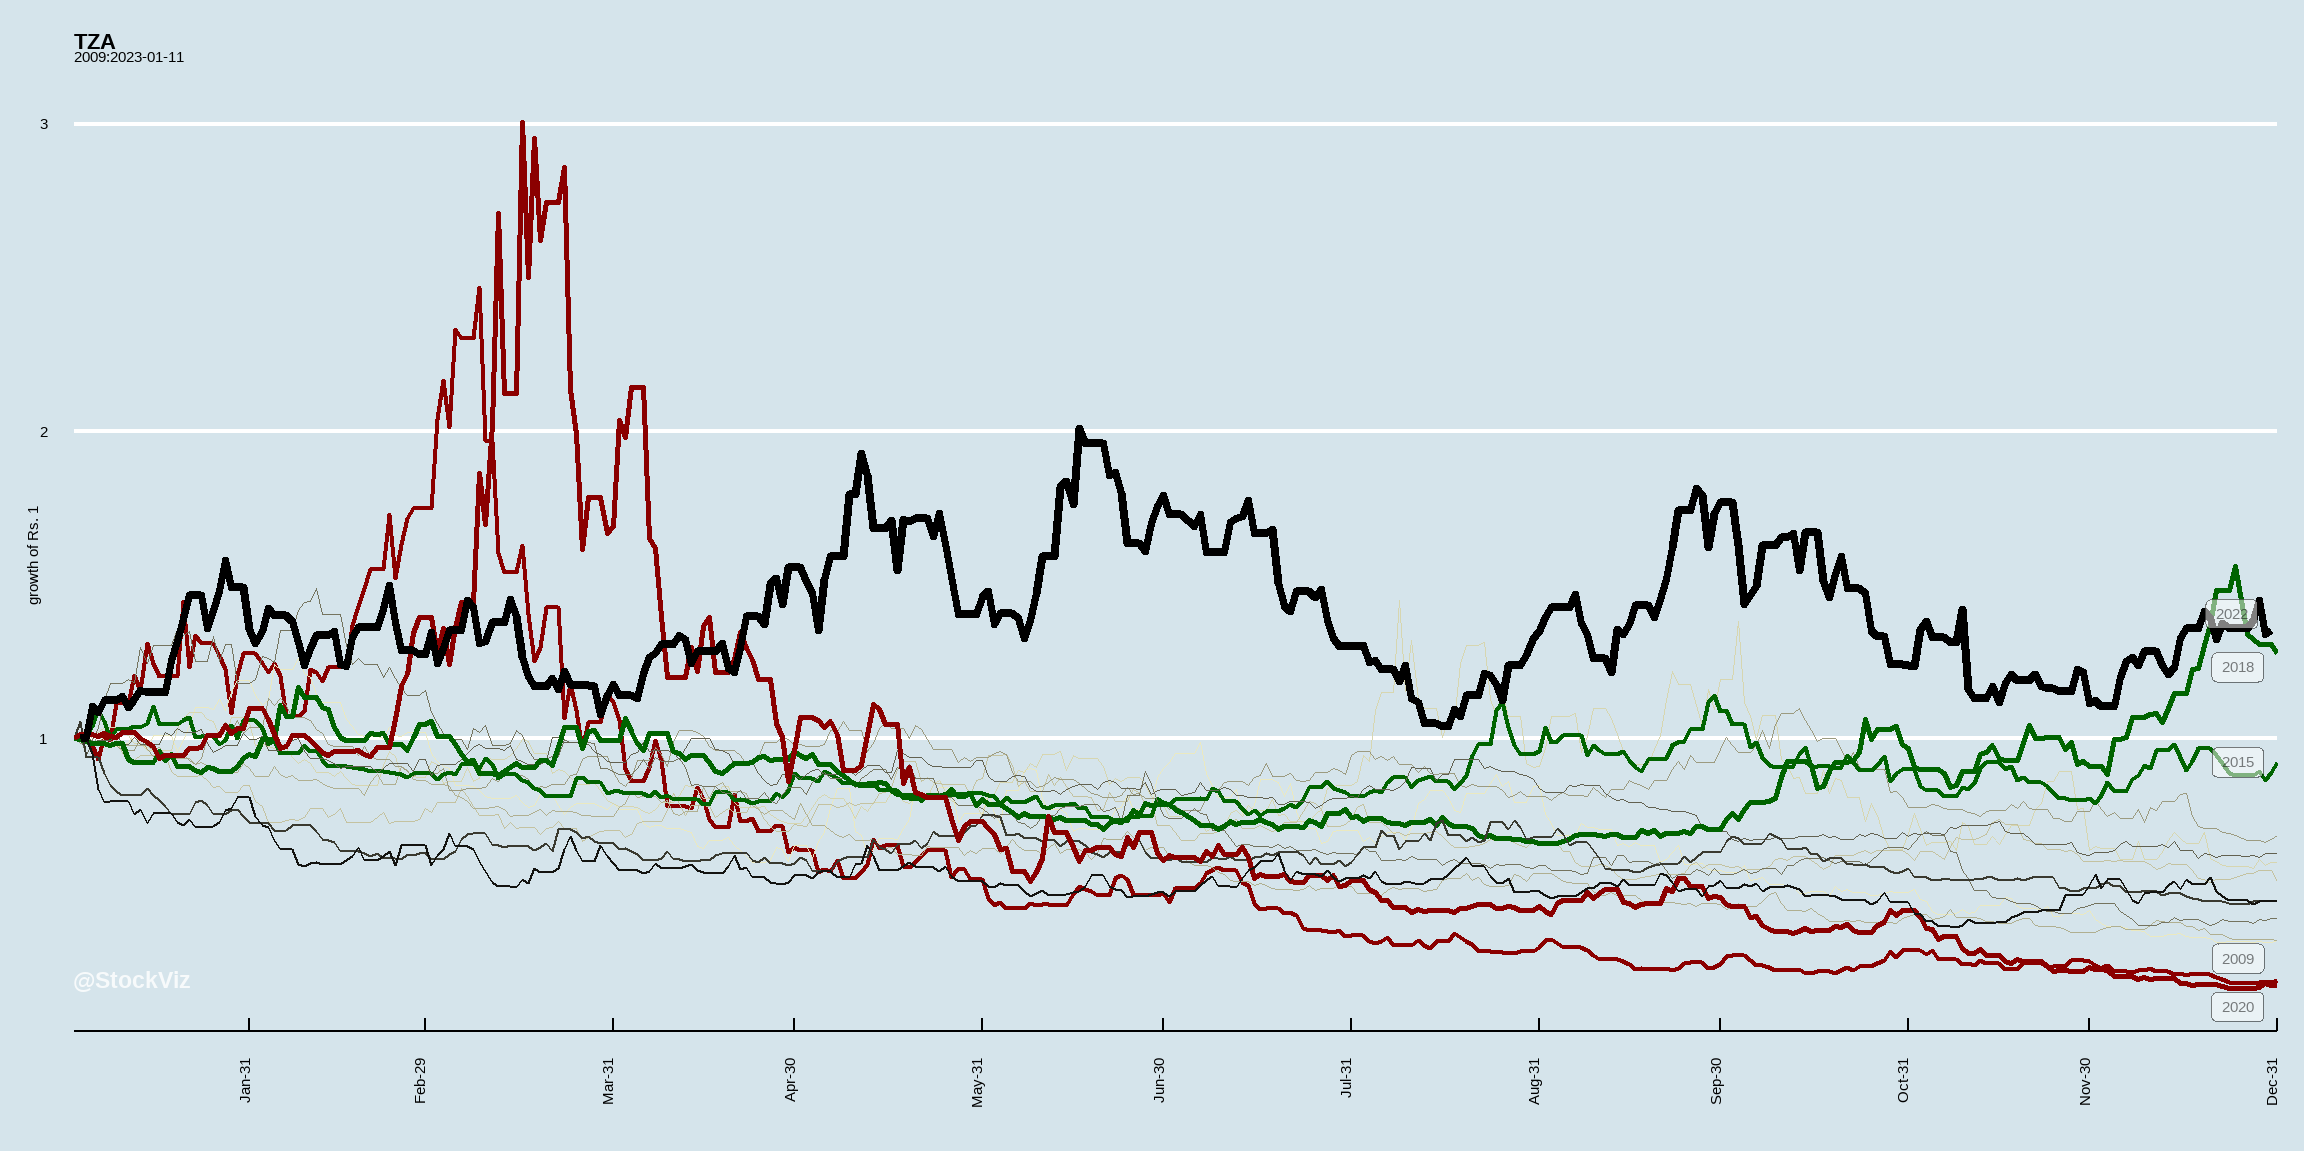 TZA
2009:2023-01-11
3
2
1
growth of Rs. 1
2022
2018
2015
2009
2020
@StockViz
Jan-31
Feb-29
Mar-31
Apr-30
May-31
Jun-30
Jul-31
Aug-31
Sep-30
Oct-31
Nov-30
Dec-31